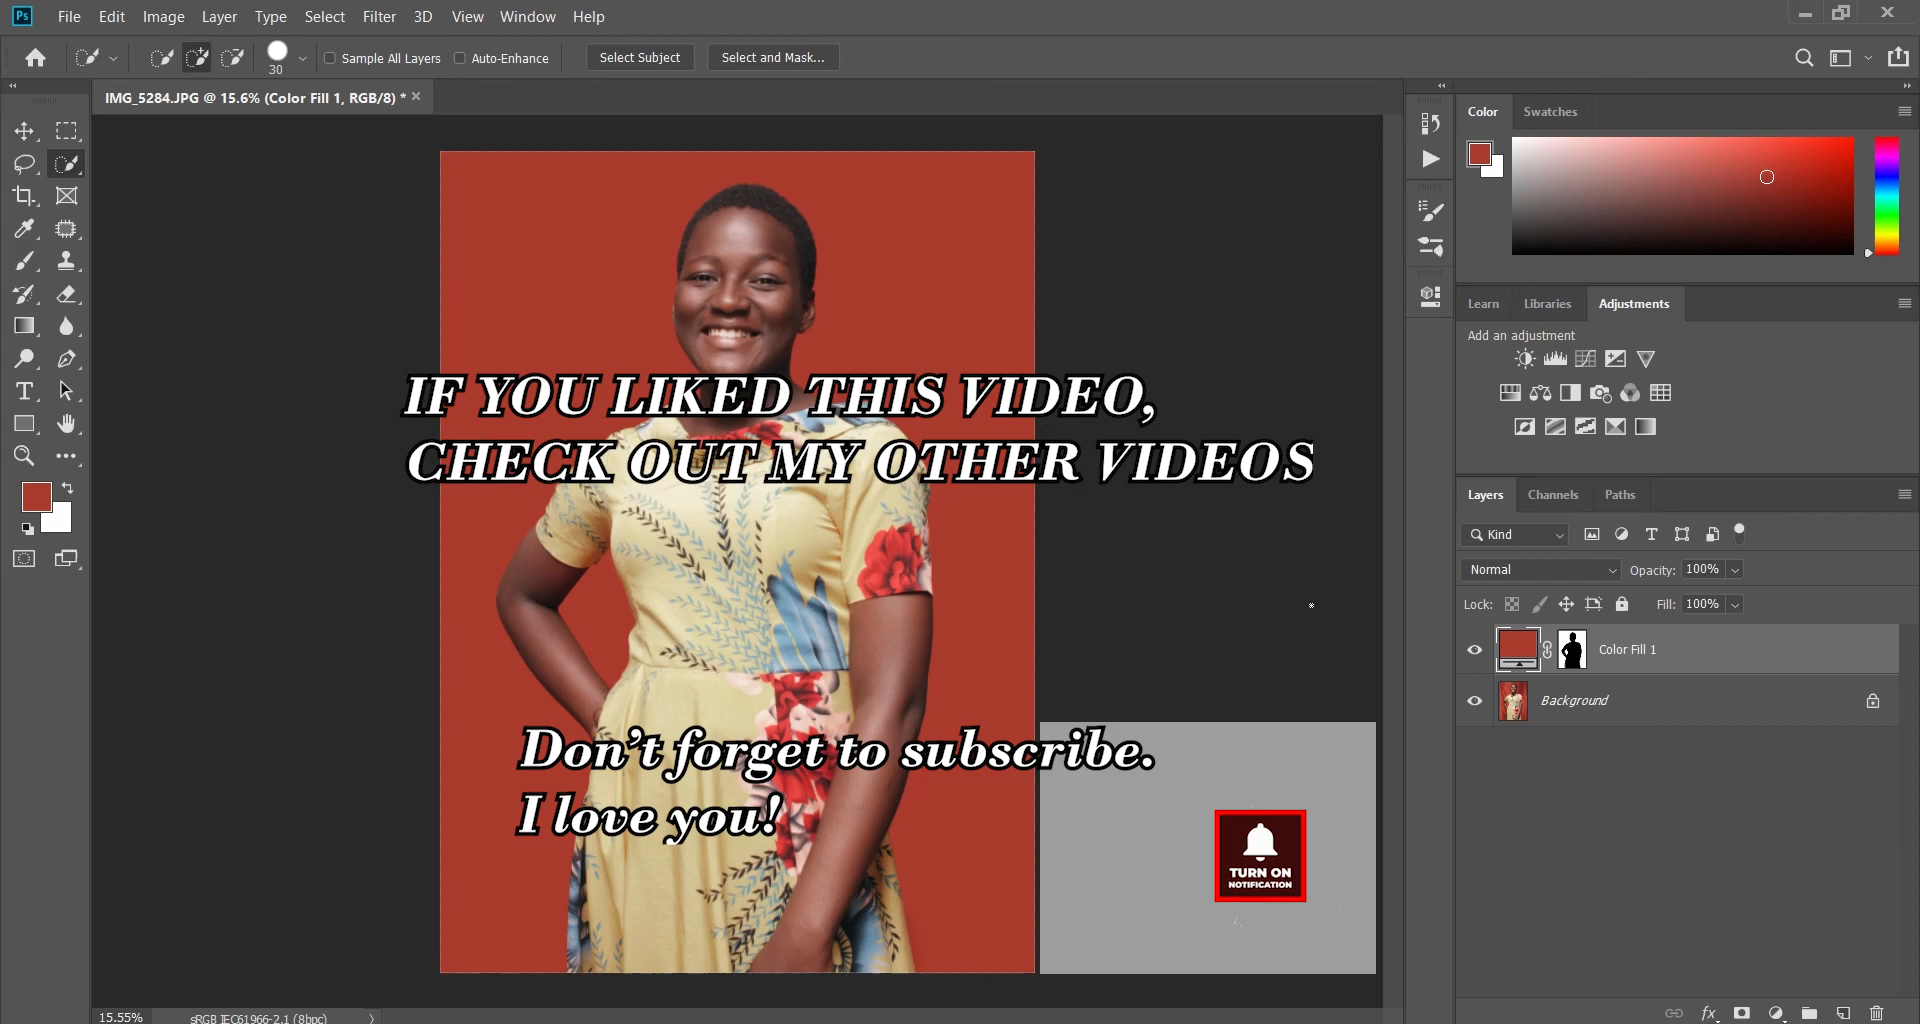 Ps File Edit Image Layer Type Select Filter 3D View Window Help
30 Sample All Layers Auto-Enhance Select Subject Select and Mask...
IMG_5284.JPG @ 15.6% (Color Fill 1, RGB/8) *
Color Swatches
Learn Libraries Adjustments
Add an adjustment
IF YOU LIKED THIS VIDEO,
CHECK OUT MY OTHER VIDEOS
Layers Channels Paths
Kind
Normal Opacity: 100%
Lock: Fill: 100%
Color Fill 1
Background
Don't forget to subscribe.
I love you!
TURN ON
NOTIFICATION
15.55% sRGB IEC61966-2.1 (8bpc)
fx